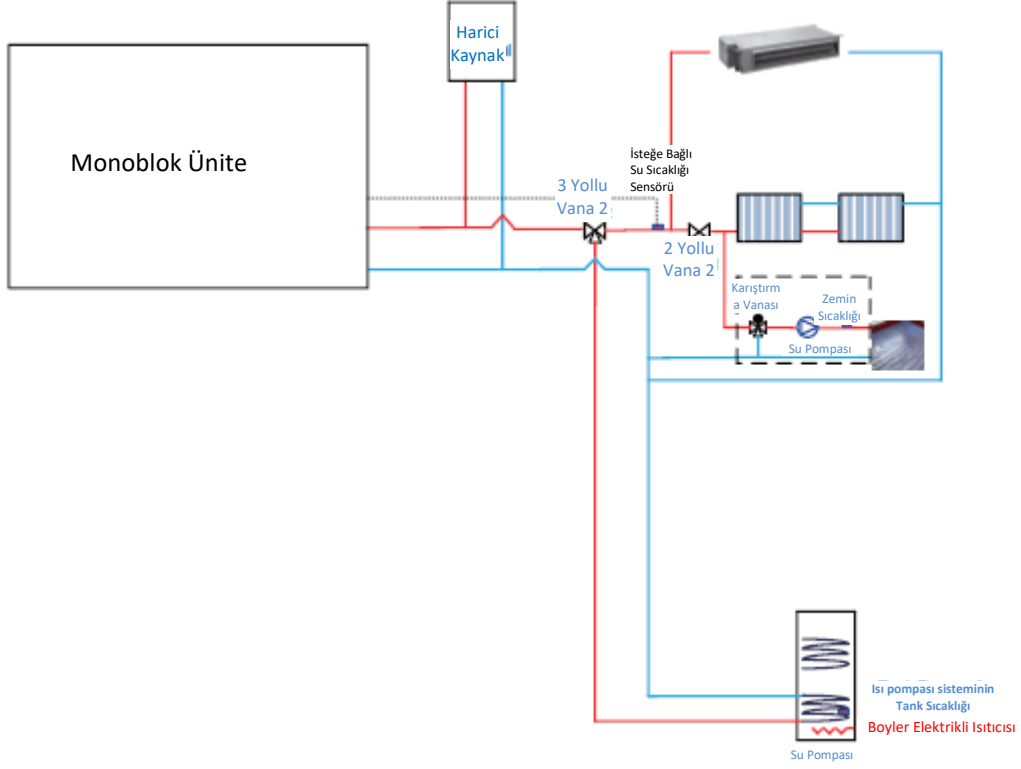 Harici
Kaynak
Monoblok Ünite
İsteğe Bağlı
Su Sıcaklığı
Sensörü
3 Yollu
Vana 2
2 Yollu
Vana 2
Karıştırm
a Vanası
Zemin
Sıcaklığı
Su Pompası
Isı pompası sisteminin
Tank Sıcaklığı
Boyler Elektrikli Isıtıcısı
Su Pompası